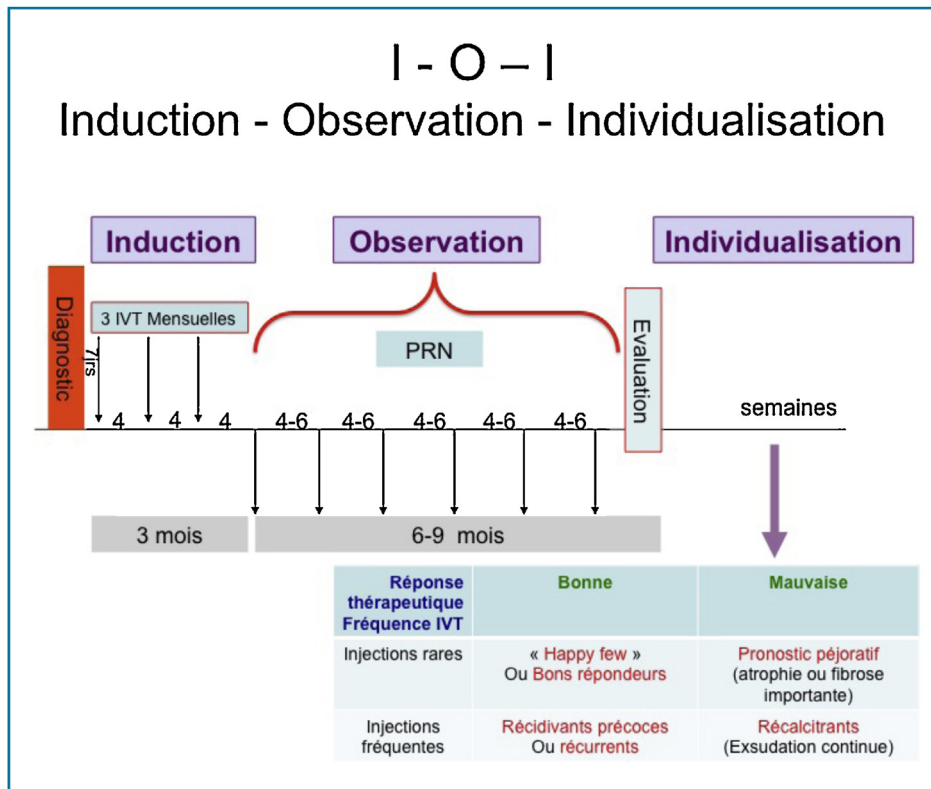 I - O – I
Induction - Observation - Individualisation
Induction
Observation
Individualisation
Diagnostic
7jrs
3 IVT Mensuelles
PRN
Evaluation
semaines
4 4 4 4-6 4-6 4-6 4-6 4-6
3 mois
6-9 mois
Réponse
thérapeutique
Fréquence IVT
Bonne
Mauvaise
Injections rares
« Happy few »
Ou Bons répondeurs
Pronostic péjoratif
(atrophie ou fibrose
importante)
Injections
fréquentes
Récidivants précoces
Ou récurrents
Récalcitrants
(Exsudation continue)